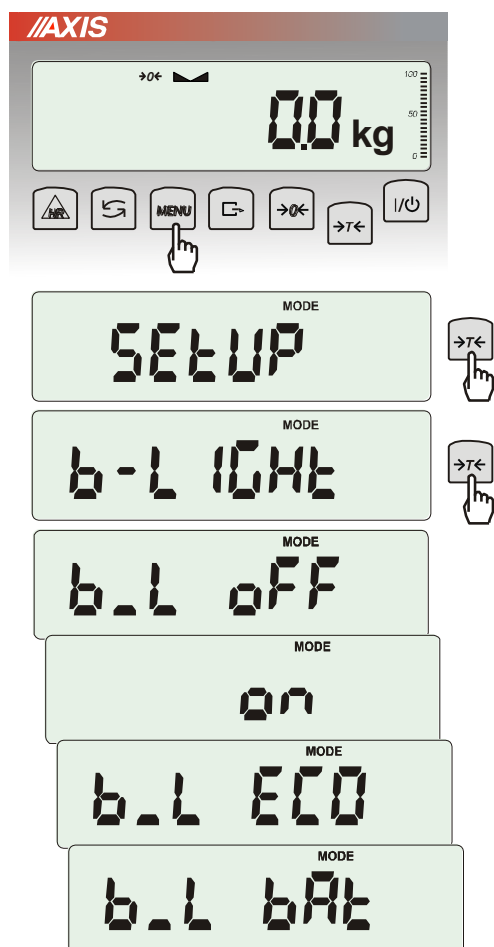 //AXIS
→0← 100
0.0 kg 50
0
HR MENU →0← →T← I/⏻
MODE
SEtUP
→T←
MODE
b-LIGHt
→T←
MODE
b_L oFF
MODE
on
MODE
b_L ECO
MODE
b_L bAt